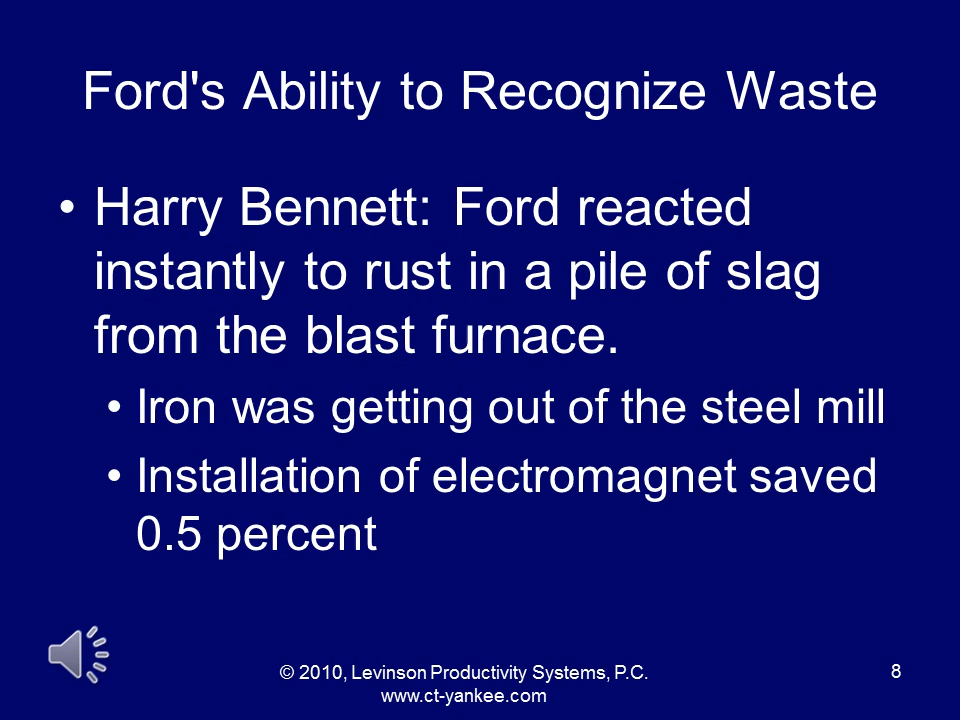 Ford's Ability to Recognize Waste
• Harry Bennett: Ford reacted
instantly to rust in a pile of slag
from the blast furnace.
• Iron was getting out of the steel mill
• Installation of electromagnet saved
0.5 percent
© 2010, Levinson Productivity Systems, P.C.
www.ct-yankee.com
8